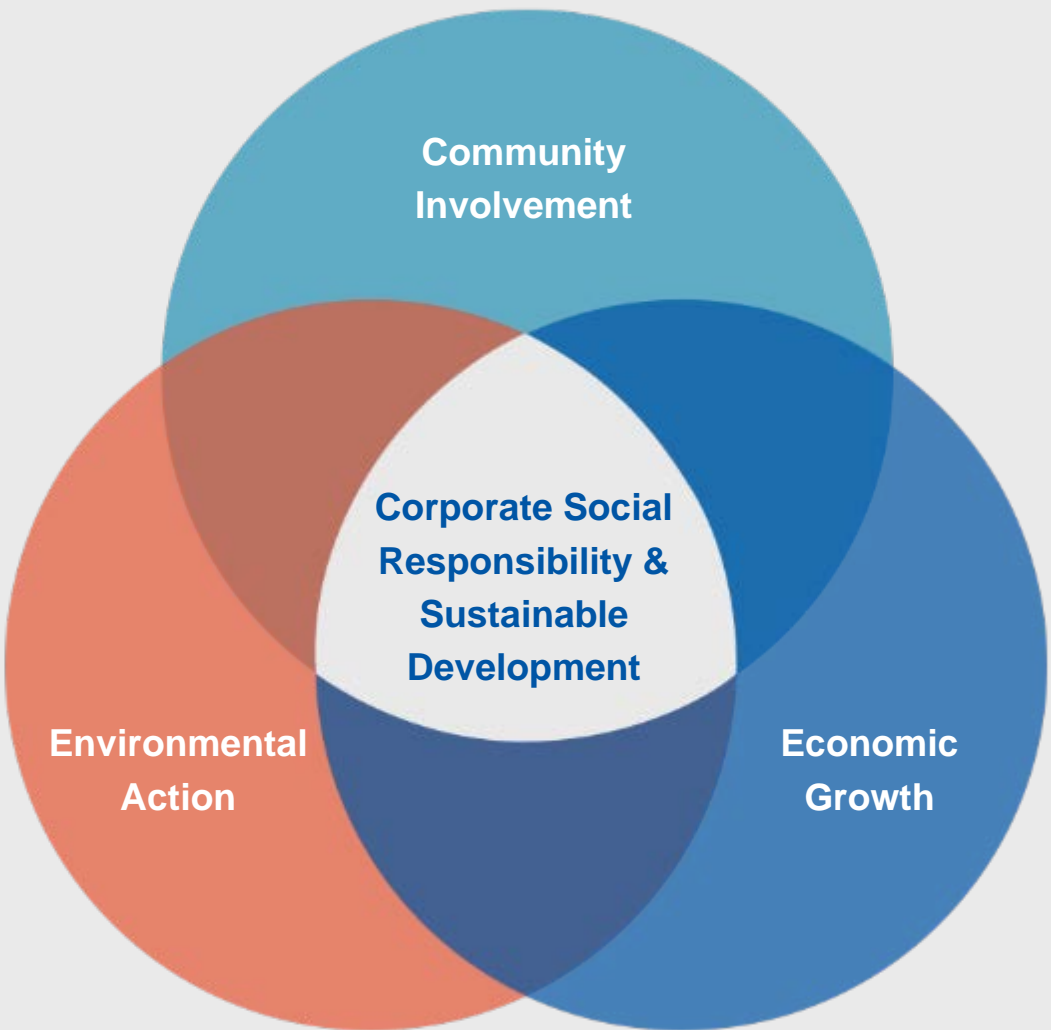 Community
Involvement
Corporate Social
Responsibility &
Sustainable
Development
Environmental
Action
Economic
Growth